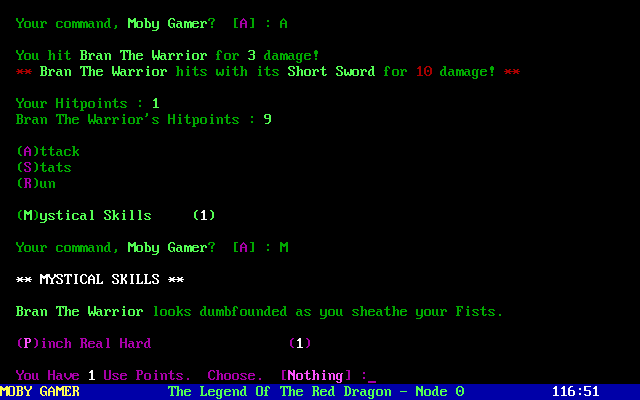 Your command, Moby Gamer?  [A] : A
You hit Bran The Warrior for 3 damage!
** Bran The Warrior hits with its Short Sword for 10 damage! **
Your Hitpoints : 1
Bran The Warrior's Hitpoints : 9
(A)ttack
(S)tats
(R)un
(M)ystical Skills     (1)
Your command, Moby Gamer?  [A] : M
** MYSTICAL SKILLS **
Bran The Warrior looks dumbfounded as you sheathe your Fists.
(P)inch Real Hard                 (1)
You Have 1 Use Points.  Choose.  [Nothing] :_
MOBY GAMER           The Legend Of The Red Dragon - Node 0           116:51